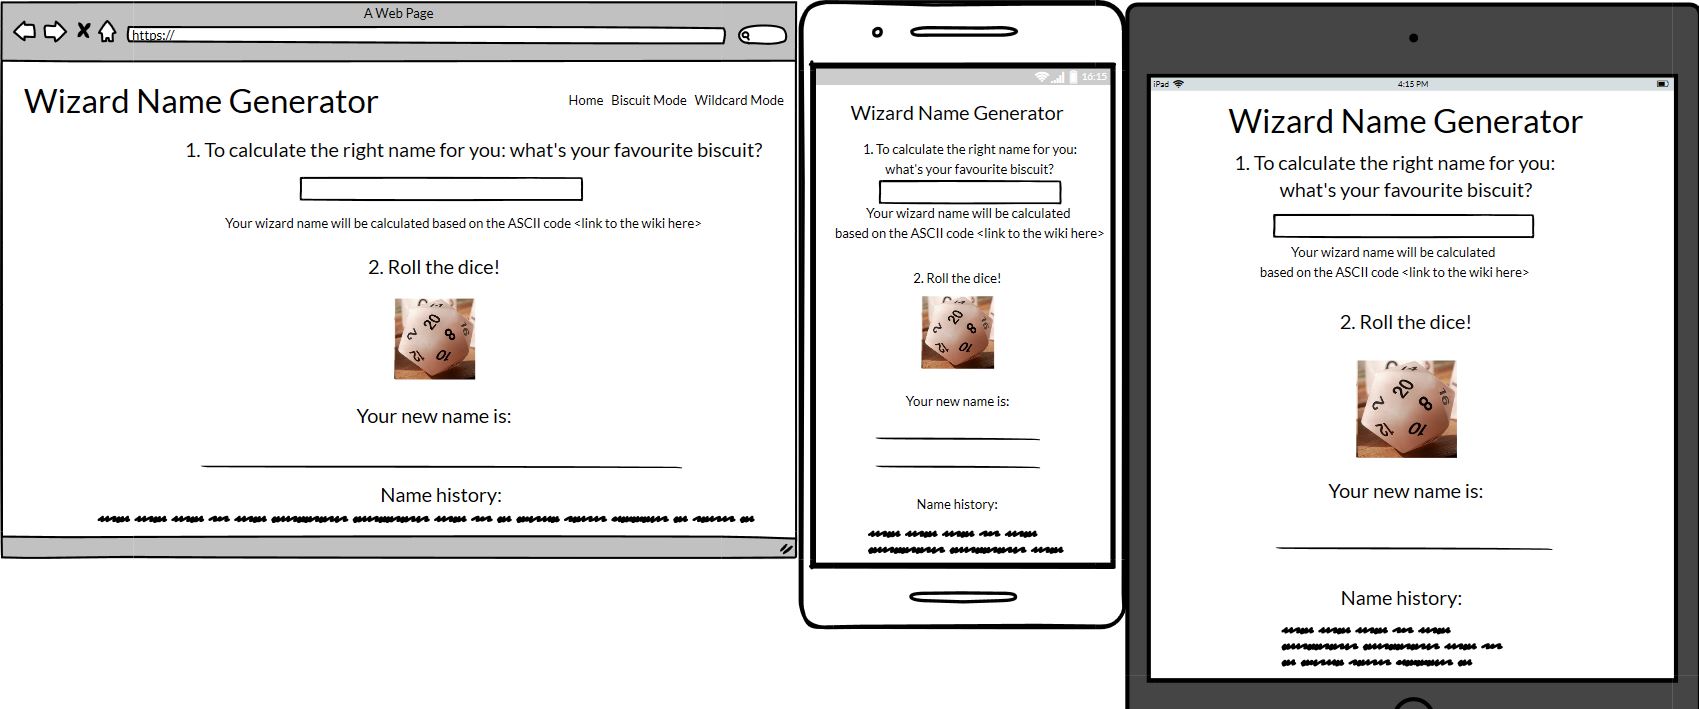 A Web Page
https://
Wizard Name Generator
Home Biscuit Mode Wildcard Mode
1. To calculate the right name for you: what's your favourite biscuit?
Your wizard name will be calculated based on the ASCII code <link to the wiki here>
2. Roll the dice!
20
2
8
16
12
10
Your new name is:
Name history:
16:15
Wizard Name Generator
1. To calculate the right name for you:
what's your favourite biscuit?
Your wizard name will be calculated
based on the ASCII code <link to the wiki here>
2. Roll the dice!
20
2
8
16
12
10
Your new name is:
Name history:
iPad
4:15 PM
Wizard Name Generator
1. To calculate the right name for you:
what's your favourite biscuit?
Your wizard name will be calculated
based on the ASCII code <link to the wiki here>
2. Roll the dice!
20
2
8
16
12
10
Your new name is:
Name history: